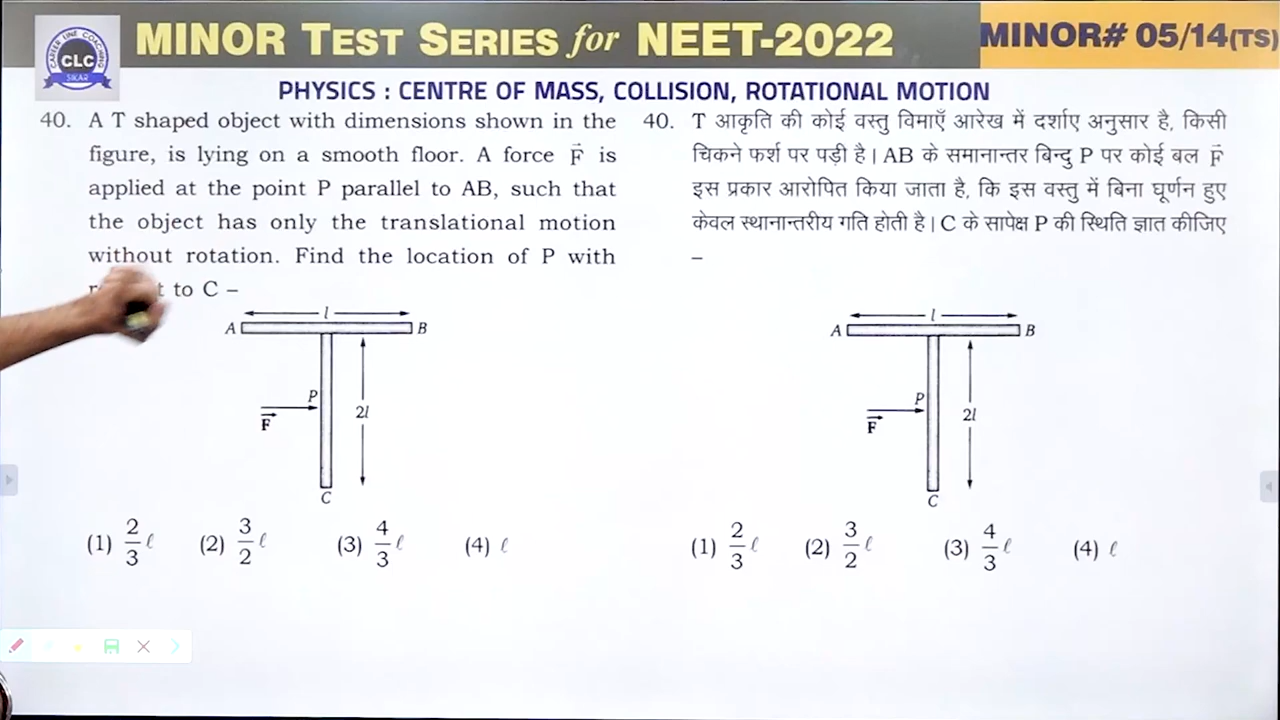 MINOR TEST SERIES for NEET-2022
MINOR# 05/14(TS)
CAREER LINE COACHING
CLC
SIKAR
PHYSICS : CENTRE OF MASS, COLLISION, ROTATIONAL MOTION
40. A T shaped object with dimensions shown in the
figure, is lying on a smooth floor. A force F⃗ is
applied at the point P parallel to AB, such that
the object has only the translational motion
without rotation. Find the location of P with
to C –
l
A B
P
2l
F⃗
C
(1) 2/3 ℓ (2) 3/2 ℓ (3) 4/3 ℓ (4) ℓ
40. T आकृति की कोई वस्तु विमाएँ आरेख में दर्शाए अनुसार है, किसी
चिकने फर्श पर पड़ी है। AB के समानान्तर बिन्दु P पर कोई बल F⃗
इस प्रकार आरोपित किया जाता है, कि इस वस्तु में बिना घूर्णन हुए
केवल स्थानान्तरीय गति होती है। C के सापेक्ष P की स्थिति ज्ञात कीजिए
–
l
A B
P
2l
F⃗
C
(1) 2/3 ℓ (2) 3/2 ℓ (3) 4/3 ℓ (4) ℓ